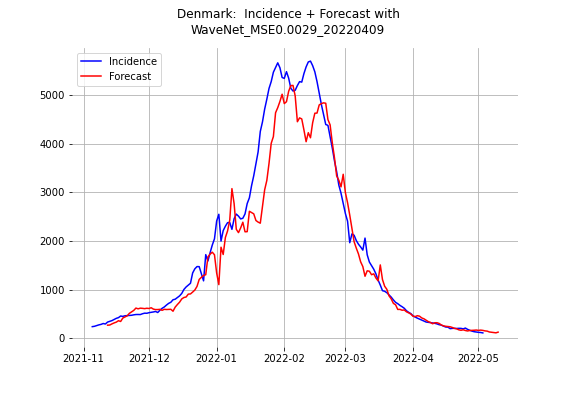 Denmark:  Incidence + Forecast with
WaveNet_MSE0.0029_20220409
Incidence
Forecast
5000
4000
3000
2000
1000
0
2021-11 2021-12 2022-01 2022-02 2022-03 2022-04 2022-05